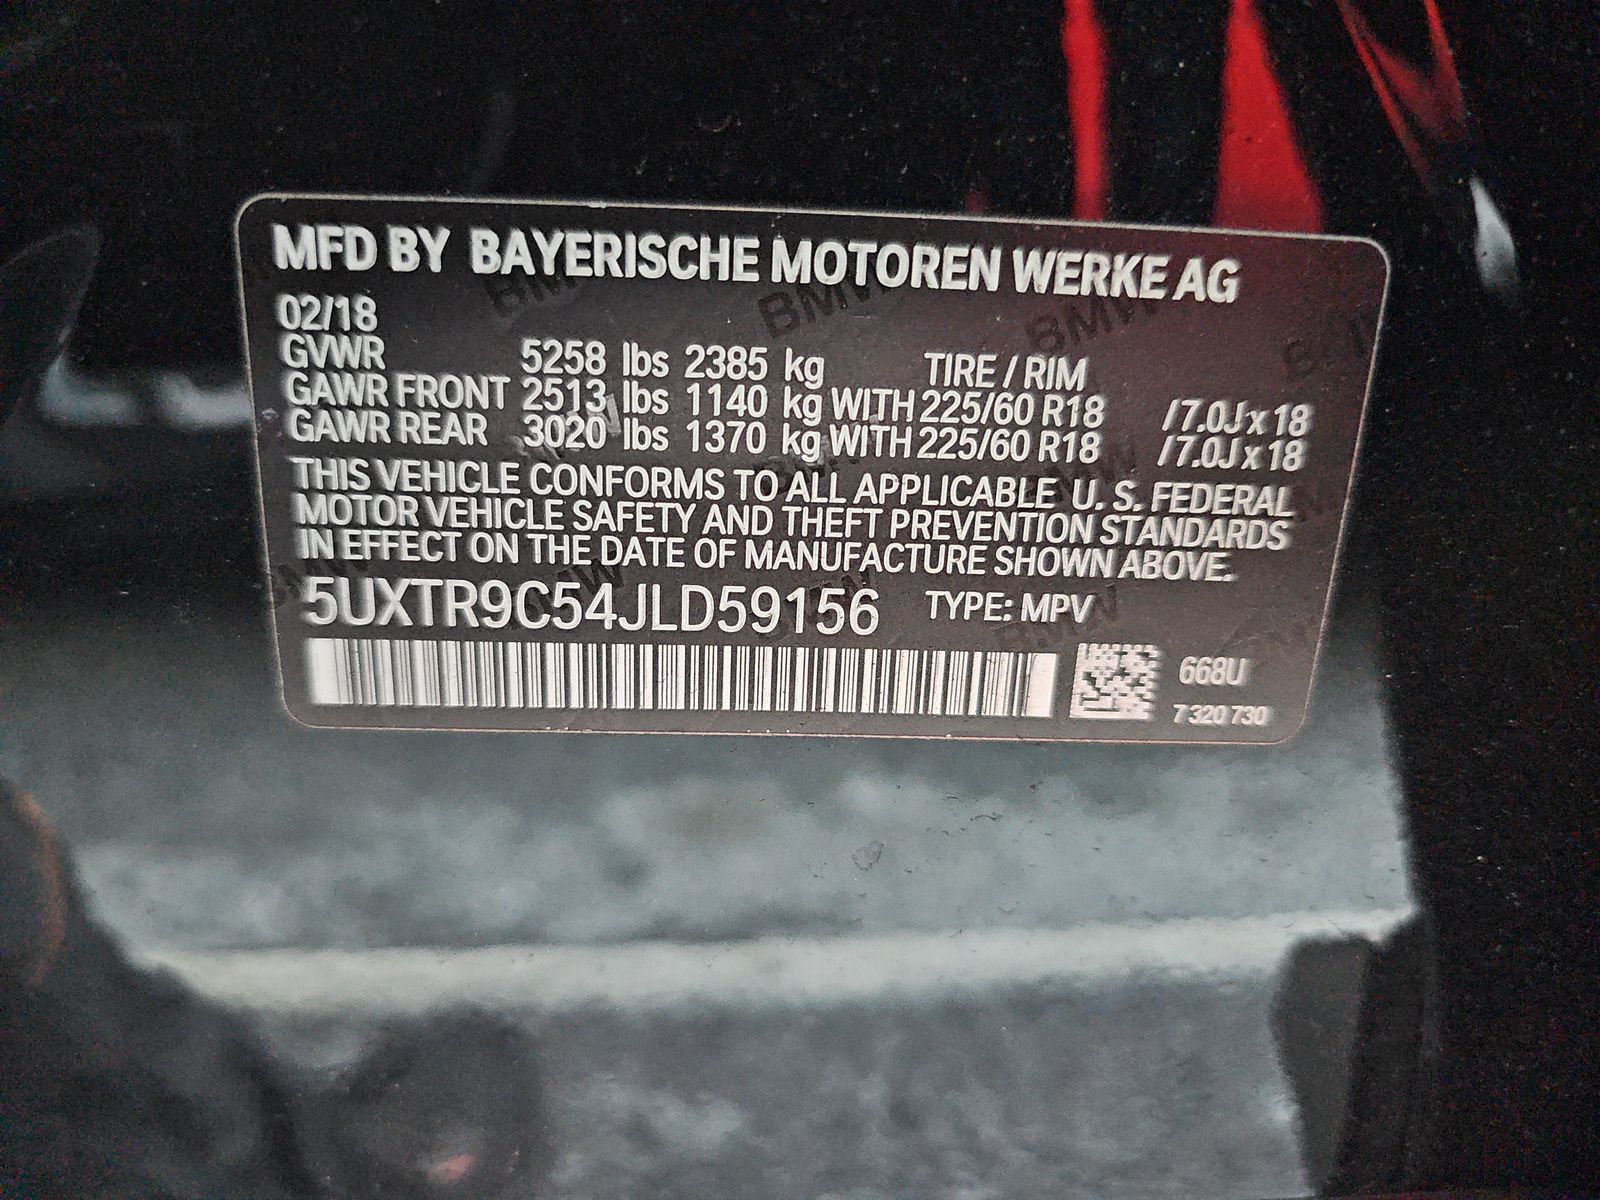 MFD BY BAYERISCHE MOTOREN WERKE AG
02/18
GVWR 5258 lbs 2385 kg TIRE / RIM
GAWR FRONT 2513 lbs 1140 kg WITH 225/60 R18 /7.0J x 18
GAWR REAR 3020 lbs 1370 kg WITH 225/60 R18 /7.0J x 18
THIS VEHICLE CONFORMS TO ALL APPLICABLE U. S. FEDERAL
MOTOR VEHICLE SAFETY AND THEFT PREVENTION STANDARDS
IN EFFECT ON THE DATE OF MANUFACTURE SHOWN ABOVE.
5UXTR9C54JLD59156 TYPE: MPV
668U
7 320 730